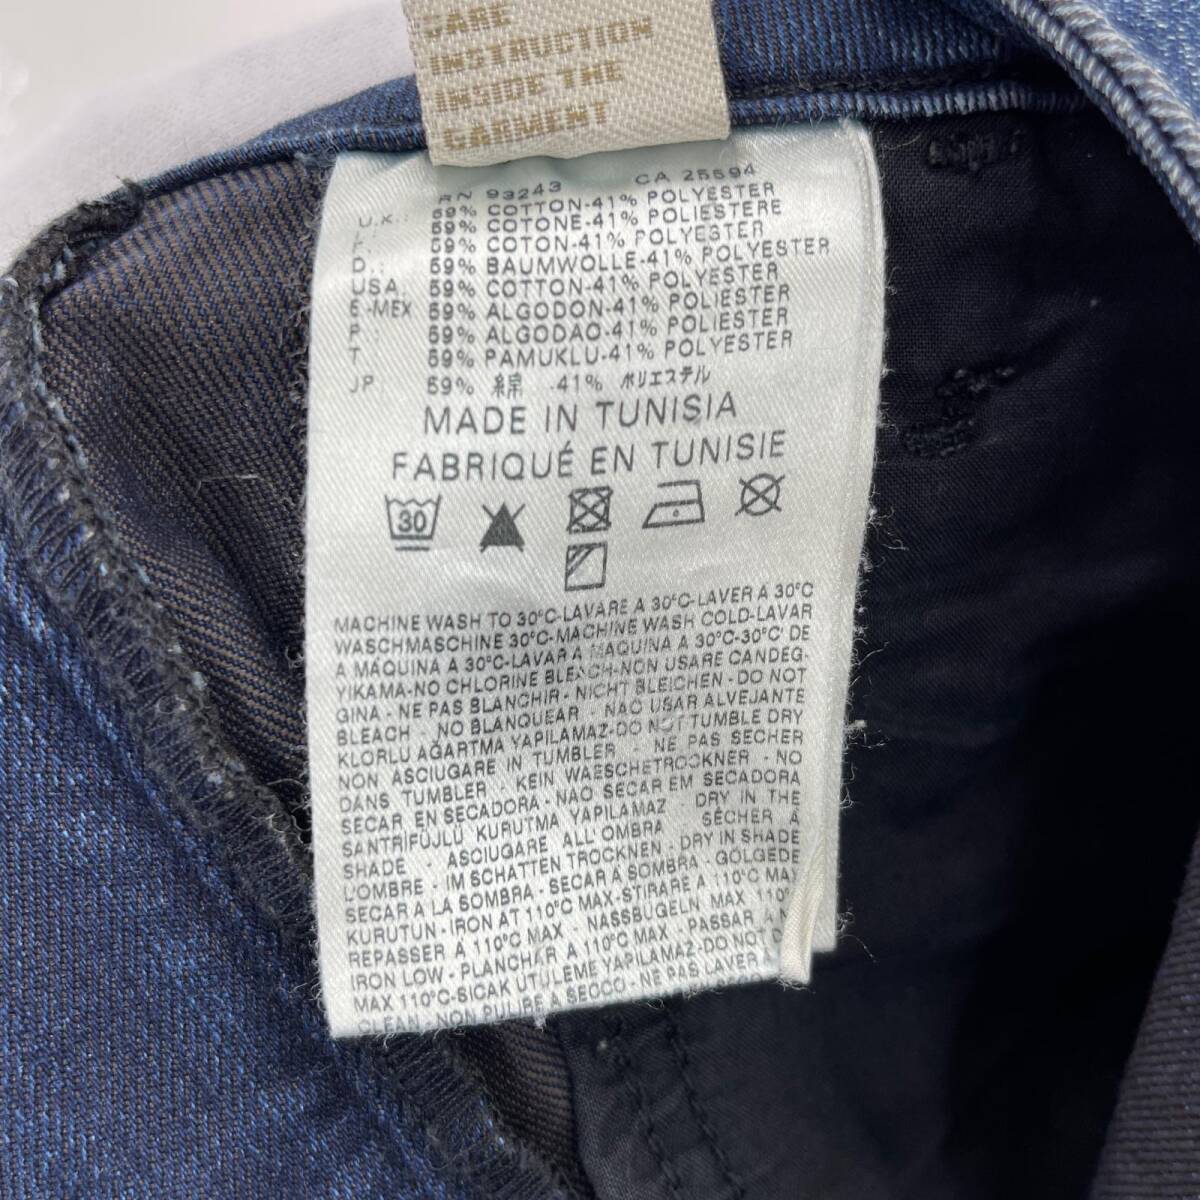 CARE
INSTRUCTION
INSIDE THE
GARMENT
RN 93243 CA 25594
U.K.: 59% COTTON-41% POLYESTER
I.: 59% COTONE-41% POLIESTERE
59% COTON-41% POLYESTER
D.: 59% BAUMWOLLE-41% POLYESTER
USA 59% COTTON-41% POLYESTER
E-MEX 59% ALGODON-41% POLIESTER
P.: 59% ALGODAO-41% POLIESTER
T 59% PAMUKLU-41% POLYESTER
JP: 59% 綿 .41% ポリエステル
MADE IN TUNISIA
FABRIQUÉ EN TUNISIE
30
MACHINE WASH TO 30°C-LAVARE A 30°C-LAVER A 30°C
WASCHMASCHINE 30°C-MACHINE WASH COLD-LAVAR
A MAQUINA A 30°C-LAVAR A MAQUINA A 30°C-30°C' DE
YIKAMA-NO CHLORINE BLEACH-NON USARE CANDEG-
GINA - NE PAS BLANCHIR - NICHT BLEICHEN - DO NOT
BLEACH - NO BLANQUEAR - NAO USAR ALVEJANTE
KLORLU AĞARTMA YAPILAMAZ-DO NOT TUMBLE DRY
NON ASCIUGARE IN TUMBLER - NE PAS SECHER
DANS TUMBLER - KEIN WAESCHETROCKNER - NO
SECAR EN SECADORA - NAO SECAR EM SECADORA
SANTRİFÜJLÜ KURUTMA YAPILAMAZ DRY IN THE
SHADE - ASCIUGARE ALL'OMBRA SÉCHER À
L'OMBRE - IM SCHATTEN TROCKNEN - DRY IN SHADE
SECAR A LA SOMBRA - SECAR Á SOMBRA - GÖLGEDE
KURUTUN - IRON AT 110°C MAX - STIRARE A 110°C MAX
REPASSER A 110°C MAX - NASSBÜGELN MAX 110°
IRON LOW - PLANCHAR A 110°C MAX PASSAR A
MAX 110°C-SICAK UTULEME YAPILAMAZ-DO NOT
CLEAN - NON PULIRE A SECCO - NE PAS LAVER A